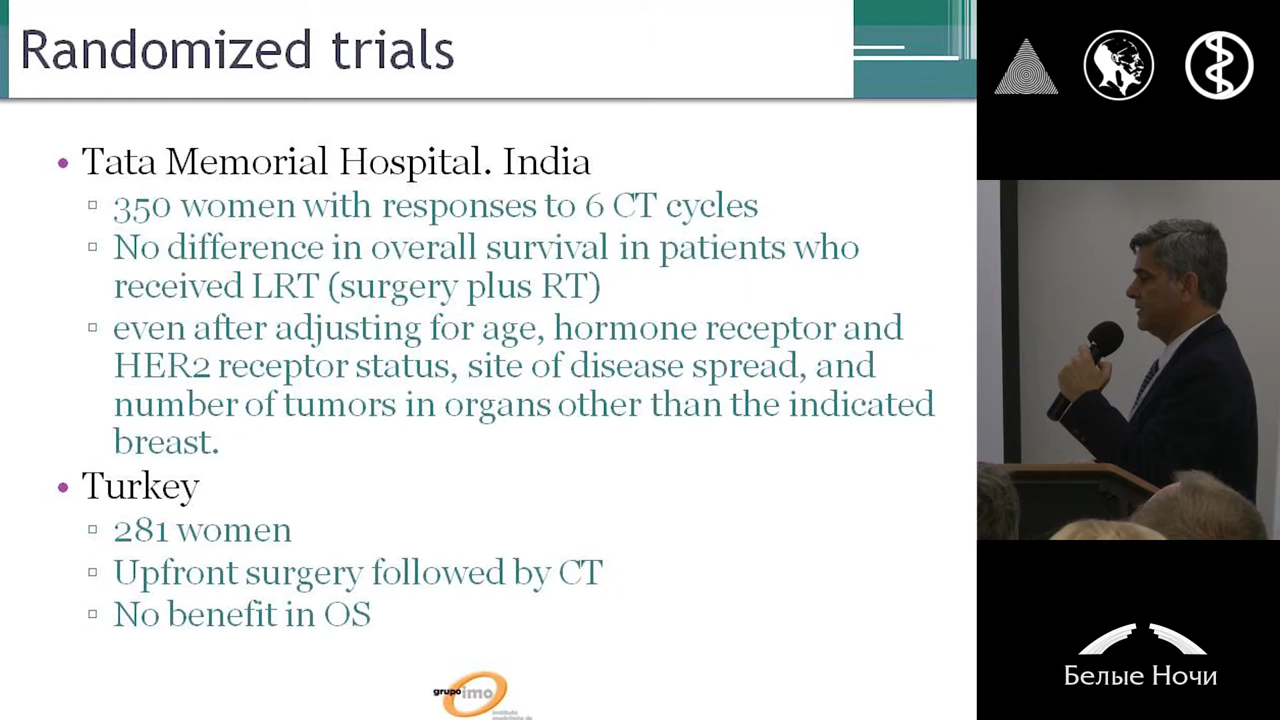 Randomized trials
• Tata Memorial Hospital. India
▫ 350 women with responses to 6 CT cycles
▫ No difference in overall survival in patients who
received LRT (surgery plus RT)
▫ even after adjusting for age, hormone receptor and
HER2 receptor status, site of disease spread, and
number of tumors in organs other than the indicated
breast.
• Turkey
▫ 281 women
▫ Upfront surgery followed by CT
▫ No benefit in OS
grupo imo
Белые Ночи